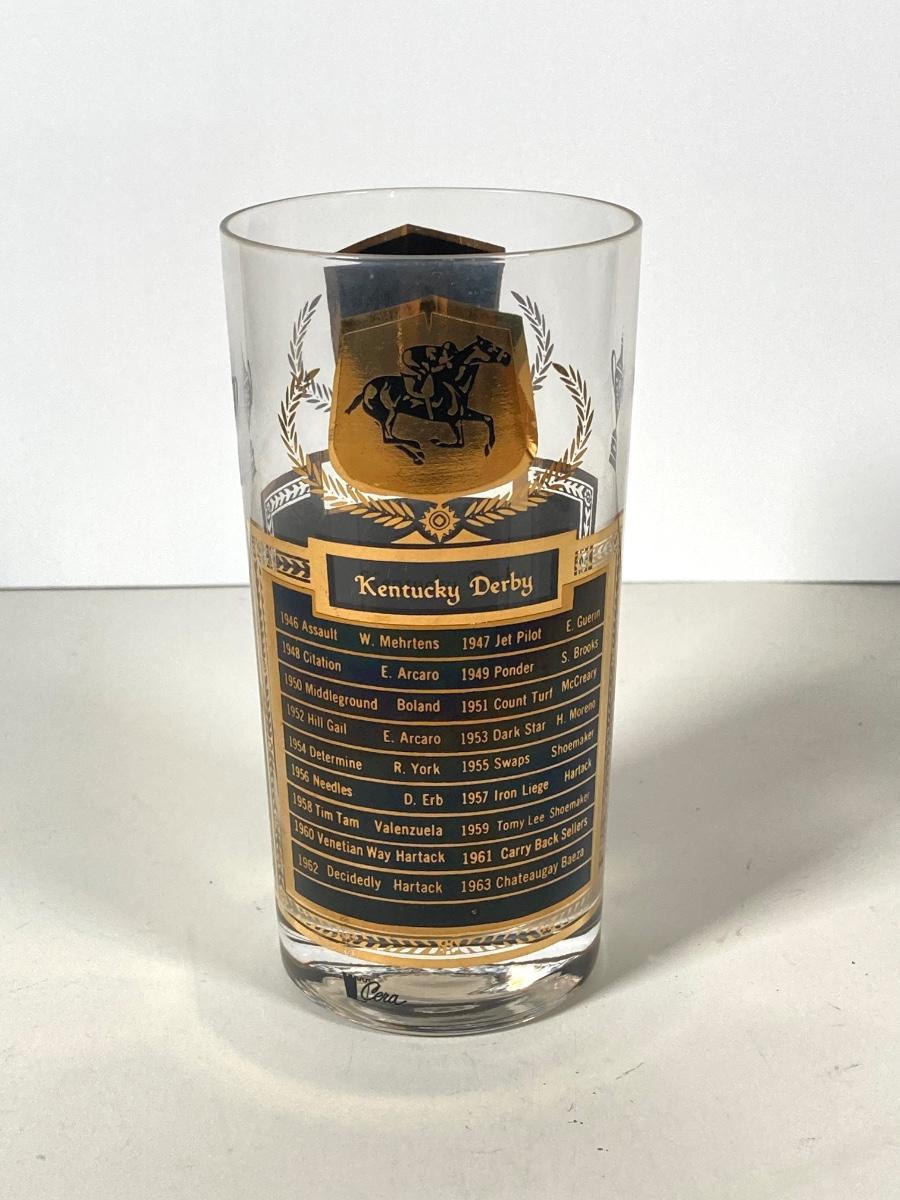 Kentucky Derby
1946 Assault W. Mehrtens 1947 Jet Pilot E. Guerin
1948 Citation E. Arcaro 1949 Ponder S. Brooks
1950 Middleground Boland 1951 Count Turf McCreary
1952 Hill Gail E. Arcaro 1953 Dark Star H. Moreno
1954 Determine R. York 1955 Swaps Shoemaker
1956 Needles D. Erb 1957 Iron Liege Hartack
1958 Tim Tam Valenzuela 1959 Tomy Lee Shoemaker
1960 Venetian Way Hartack 1961 Carry Back Sellers
1962 Decidedly Hartack 1963 Chateaugay Baeza
Cera